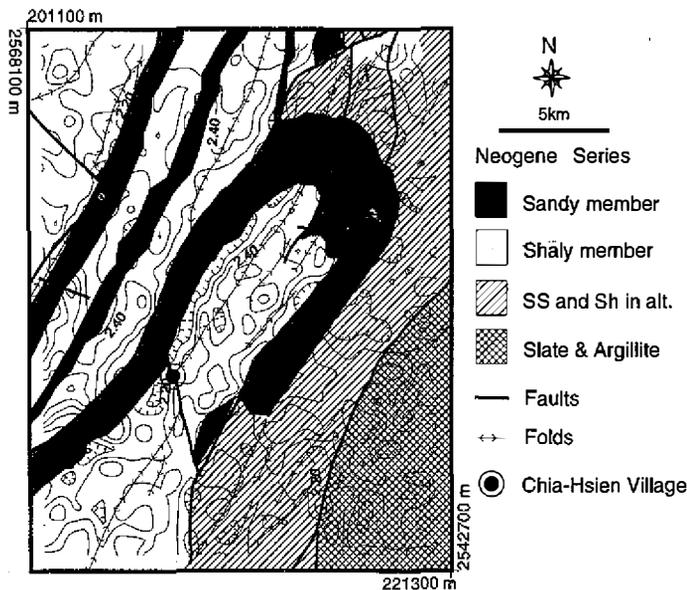 201100 m
2568100 m
2.40
2.40
2.40
N
5km
Neogene Series
Sandy member
Shaly member
SS and Sh in alt.
Slate & Argillite
Faults
Folds
Chia-Hsien Village
2542700 m
221300 m